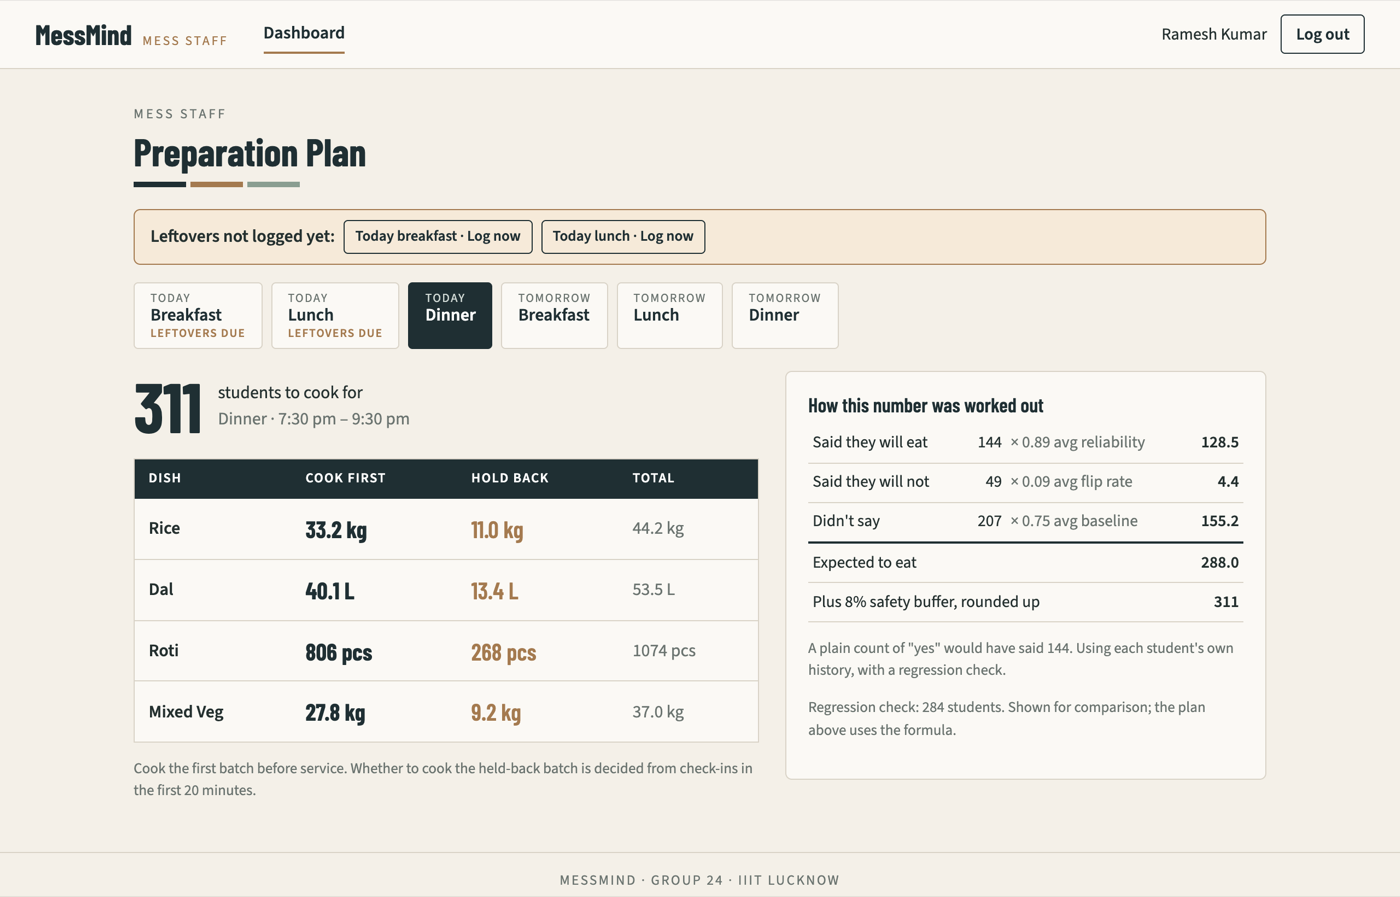 MessMind MESS STAFF Dashboard Ramesh Kumar Log out
MESS STAFF
Preparation Plan
Leftovers not logged yet: Today breakfast · Log now Today lunch · Log now
TODAY
Breakfast
LEFTOVERS DUE
TODAY
Lunch
LEFTOVERS DUE
TODAY
Dinner
TOMORROW
Breakfast
TOMORROW
Lunch
TOMORROW
Dinner
311 students to cook for
Dinner · 7:30 pm – 9:30 pm
DISH COOK FIRST HOLD BACK TOTAL
Rice 33.2 kg 11.0 kg 44.2 kg
Dal 40.1 L 13.4 L 53.5 L
Roti 806 pcs 268 pcs 1074 pcs
Mixed Veg 27.8 kg 9.2 kg 37.0 kg
Cook the first batch before service. Whether to cook the held-back batch is decided from check-ins in
the first 20 minutes.
How this number was worked out
Said they will eat 144 × 0.89 avg reliability 128.5
Said they will not 49 × 0.09 avg flip rate 4.4
Didn't say 207 × 0.75 avg baseline 155.2
Expected to eat 288.0
Plus 8% safety buffer, rounded up 311
A plain count of "yes" would have said 144. Using each student's own
history, with a regression check.
Regression check: 284 students. Shown for comparison; the plan
above uses the formula.
MESSMIND · GROUP 24 · IIIT LUCKNOW